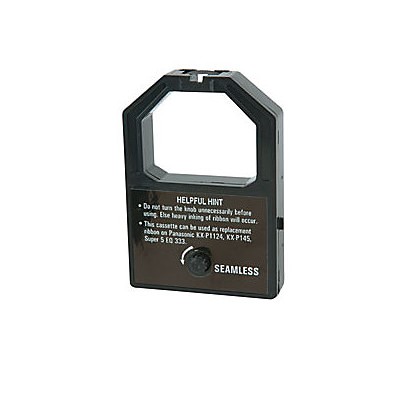 HELPFUL HINT
• Do not turn the knob unnecessarily before
using. Else heavy inking of ribbon will occur.
• This cassette can be used as replacement
ribbon on Panasonic KX-P1124, KX-P145,
Super 5 EQ 333.
SEAMLESS